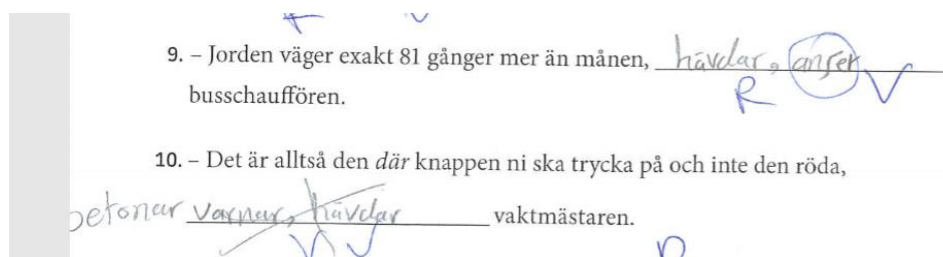 9. – Jorden väger exakt 81 gånger mer än månen, hävdar, anser
R V
busschauffören.
10. – Det är alltså den där knappen ni ska trycka på och inte den röda,
betonar varnar, hävdar vaktmästaren.